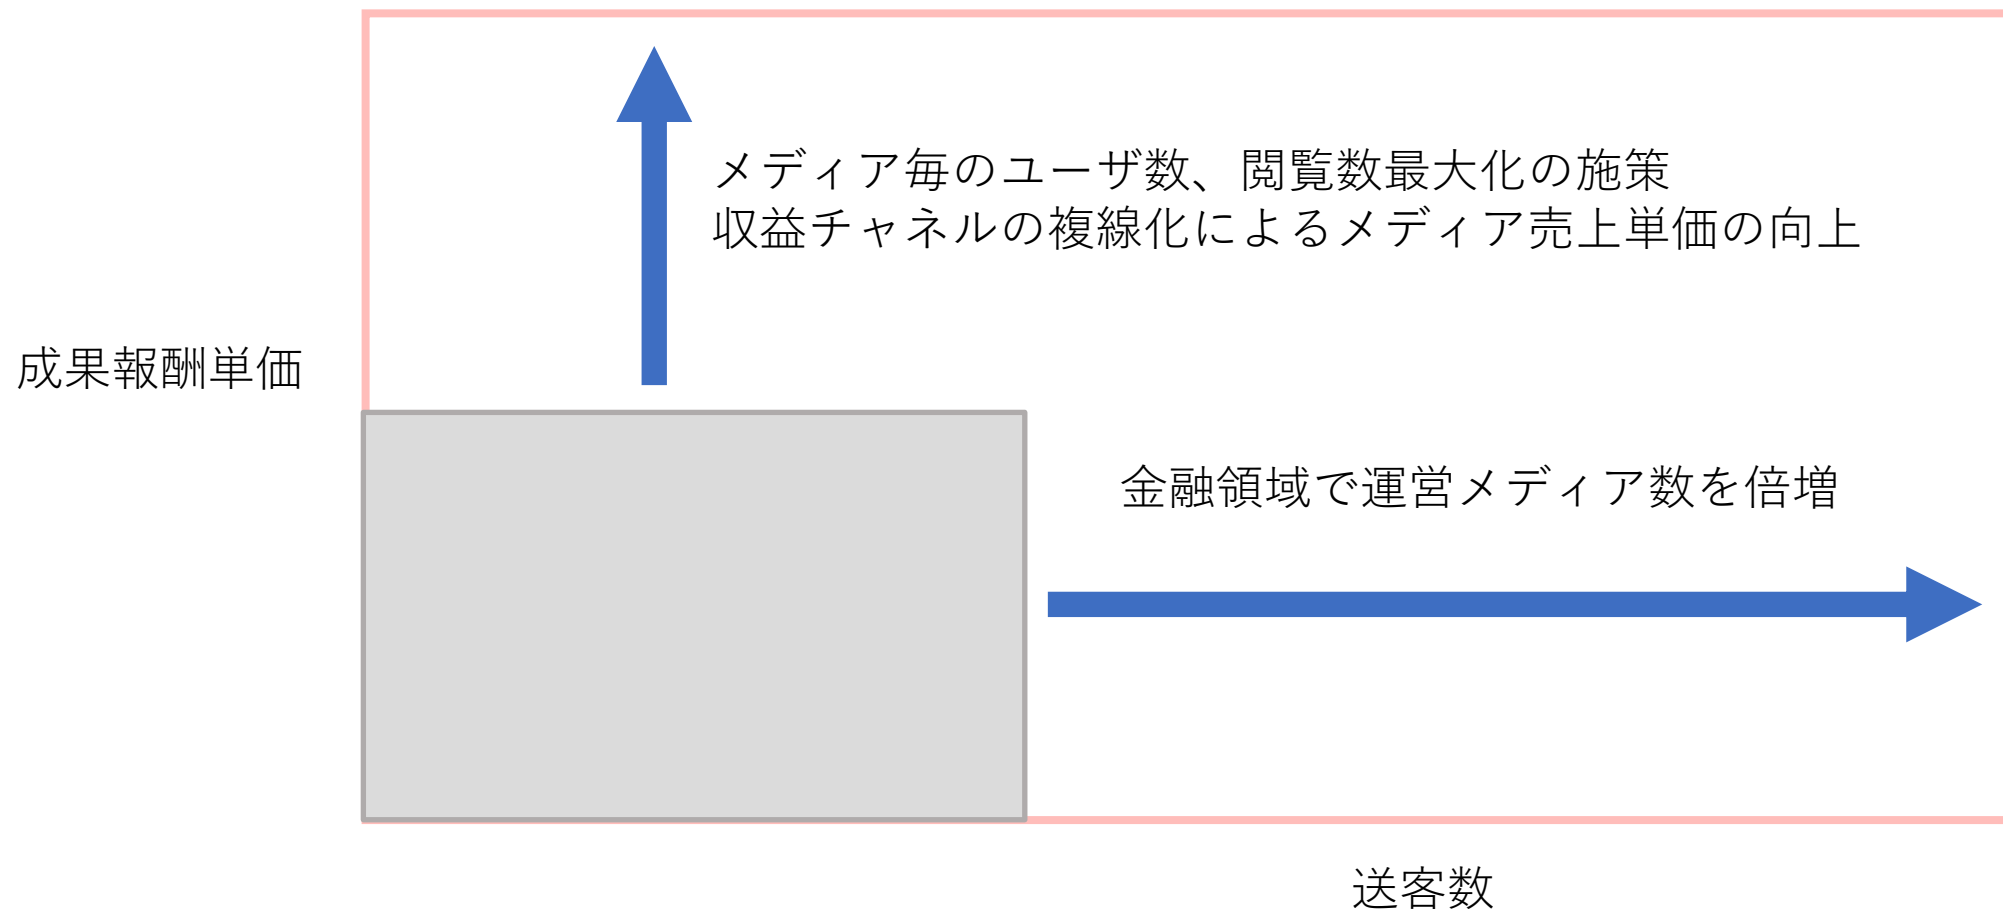 メディア毎のユーザ数、閲覧数最大化の施策
収益チャネルの複線化によるメディア売上単価の向上
成果報酬単価
金融領域で運営メディア数を倍増
送客数